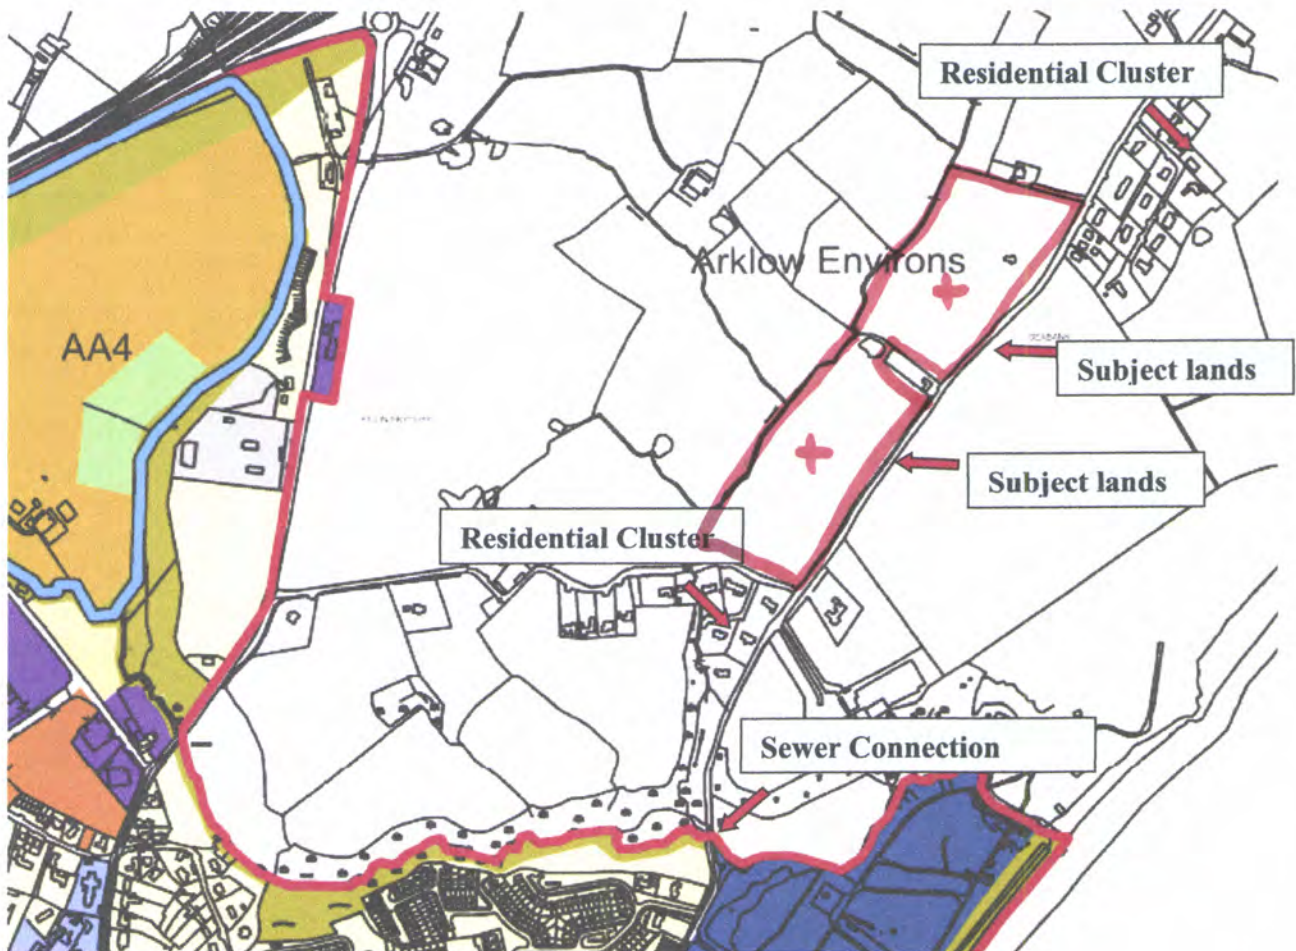 Residential Cluster
Arklow Environs
Subject lands
AA4
Subject lands
Residential Cluster
Sewer Connection